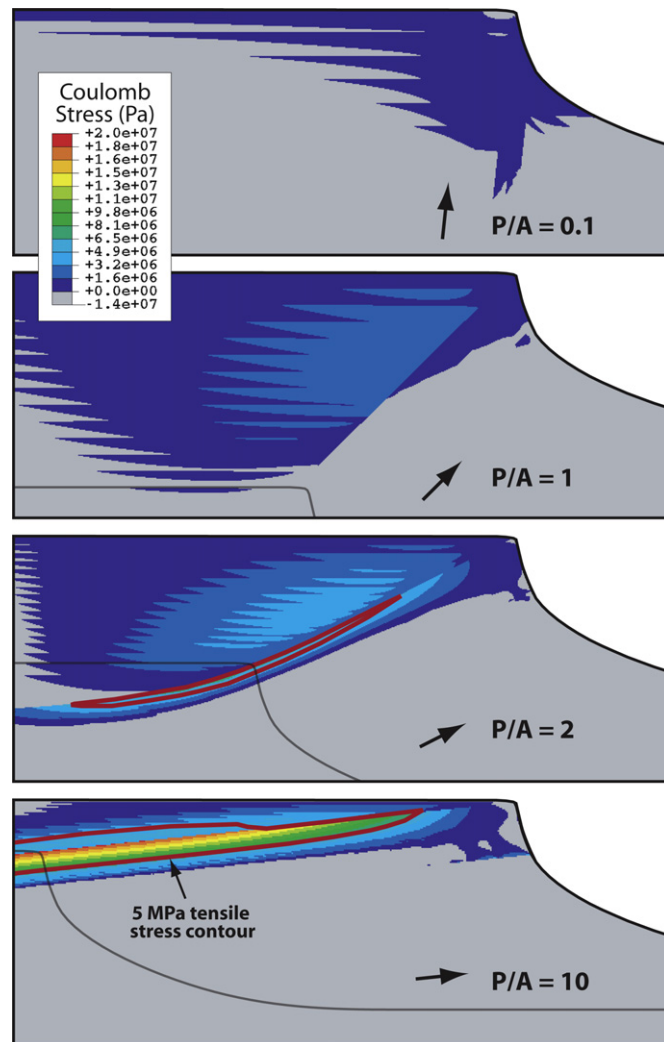 Coulomb
Stress (Pa)
+2.0e+07
+1.8e+07
+1.6e+07
+1.5e+07
+1.3e+07
+1.1e+07
+9.8e+06
+8.1e+06
+6.5e+06
+4.9e+06
+3.2e+06
+1.6e+06
+0.0e+00
-1.4e+07
P/A = 0.1
P/A = 1
P/A = 2
5 MPa tensile
stress contour
P/A = 10